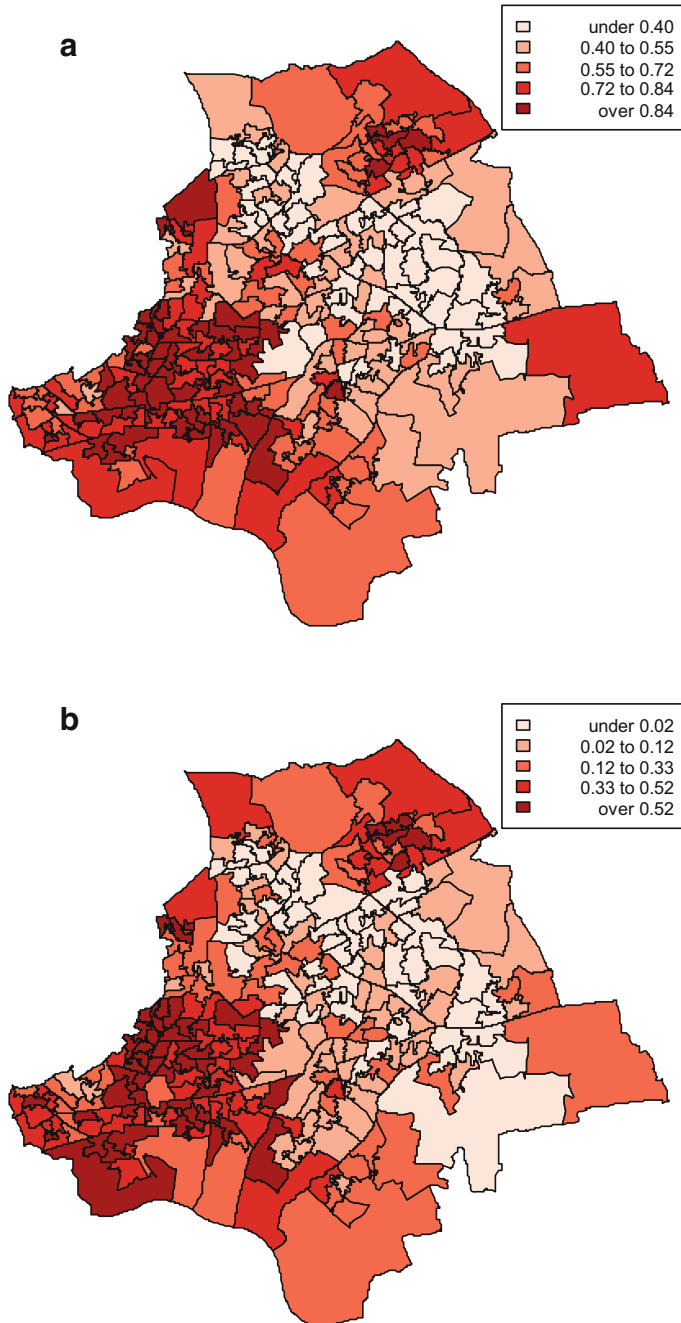 a
under 0.40
0.40 to 0.55
0.55 to 0.72
0.72 to 0.84
over 0.84
b
under 0.02
0.02 to 0.12
0.12 to 0.33
0.33 to 0.52
over 0.52